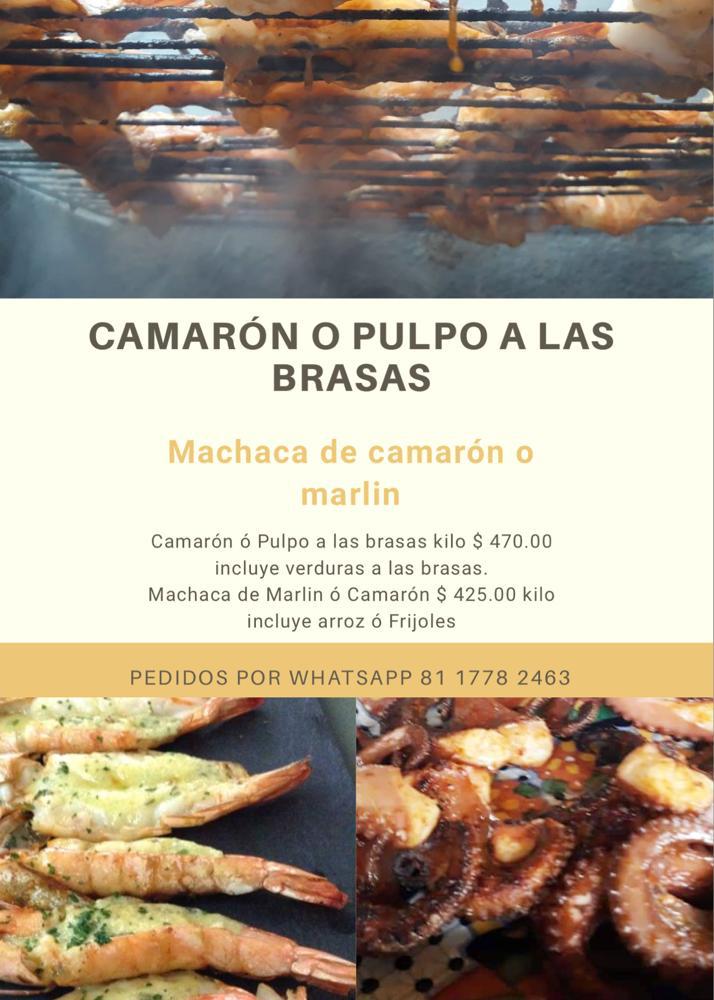 CAMARÓN O PULPO A LAS
BRASAS
Machaca de camarón o
marlin
Camarón ó Pulpo a las brasas kilo $ 470.00
incluye verduras a las brasas.
Machaca de Marlin ó Camarón $ 425.00 kilo
incluye arroz ó Frijoles
PEDIDOS POR WHATSAPP 81 1778 2463